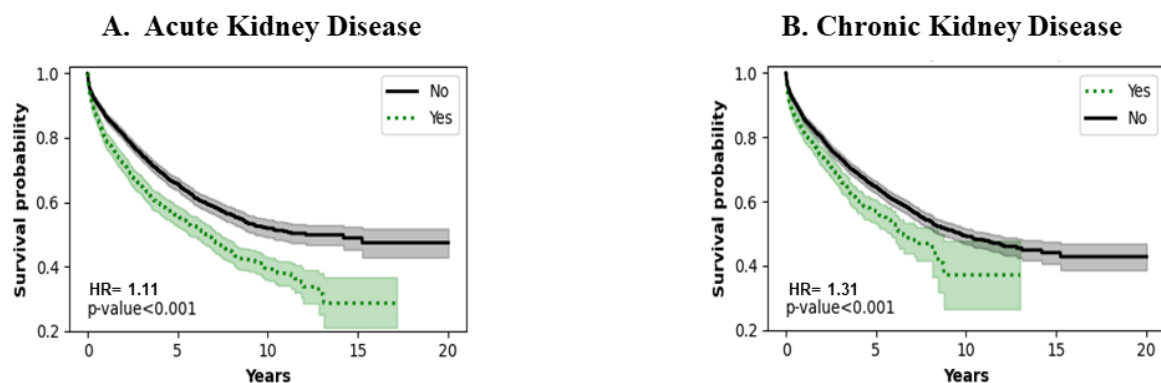 A. Acute Kidney Disease
1.0
0.8
0.6
0.4
0.2
Survival probability
No
Yes
HR= 1.11
p-value<0.001
0 5 10 15 20
Years
B. Chronic Kidney Disease
1.0
0.8
0.6
0.4
0.2
Survival probability
Yes
No
HR= 1.31
p-value<0.001
0 5 10 15 20
Years